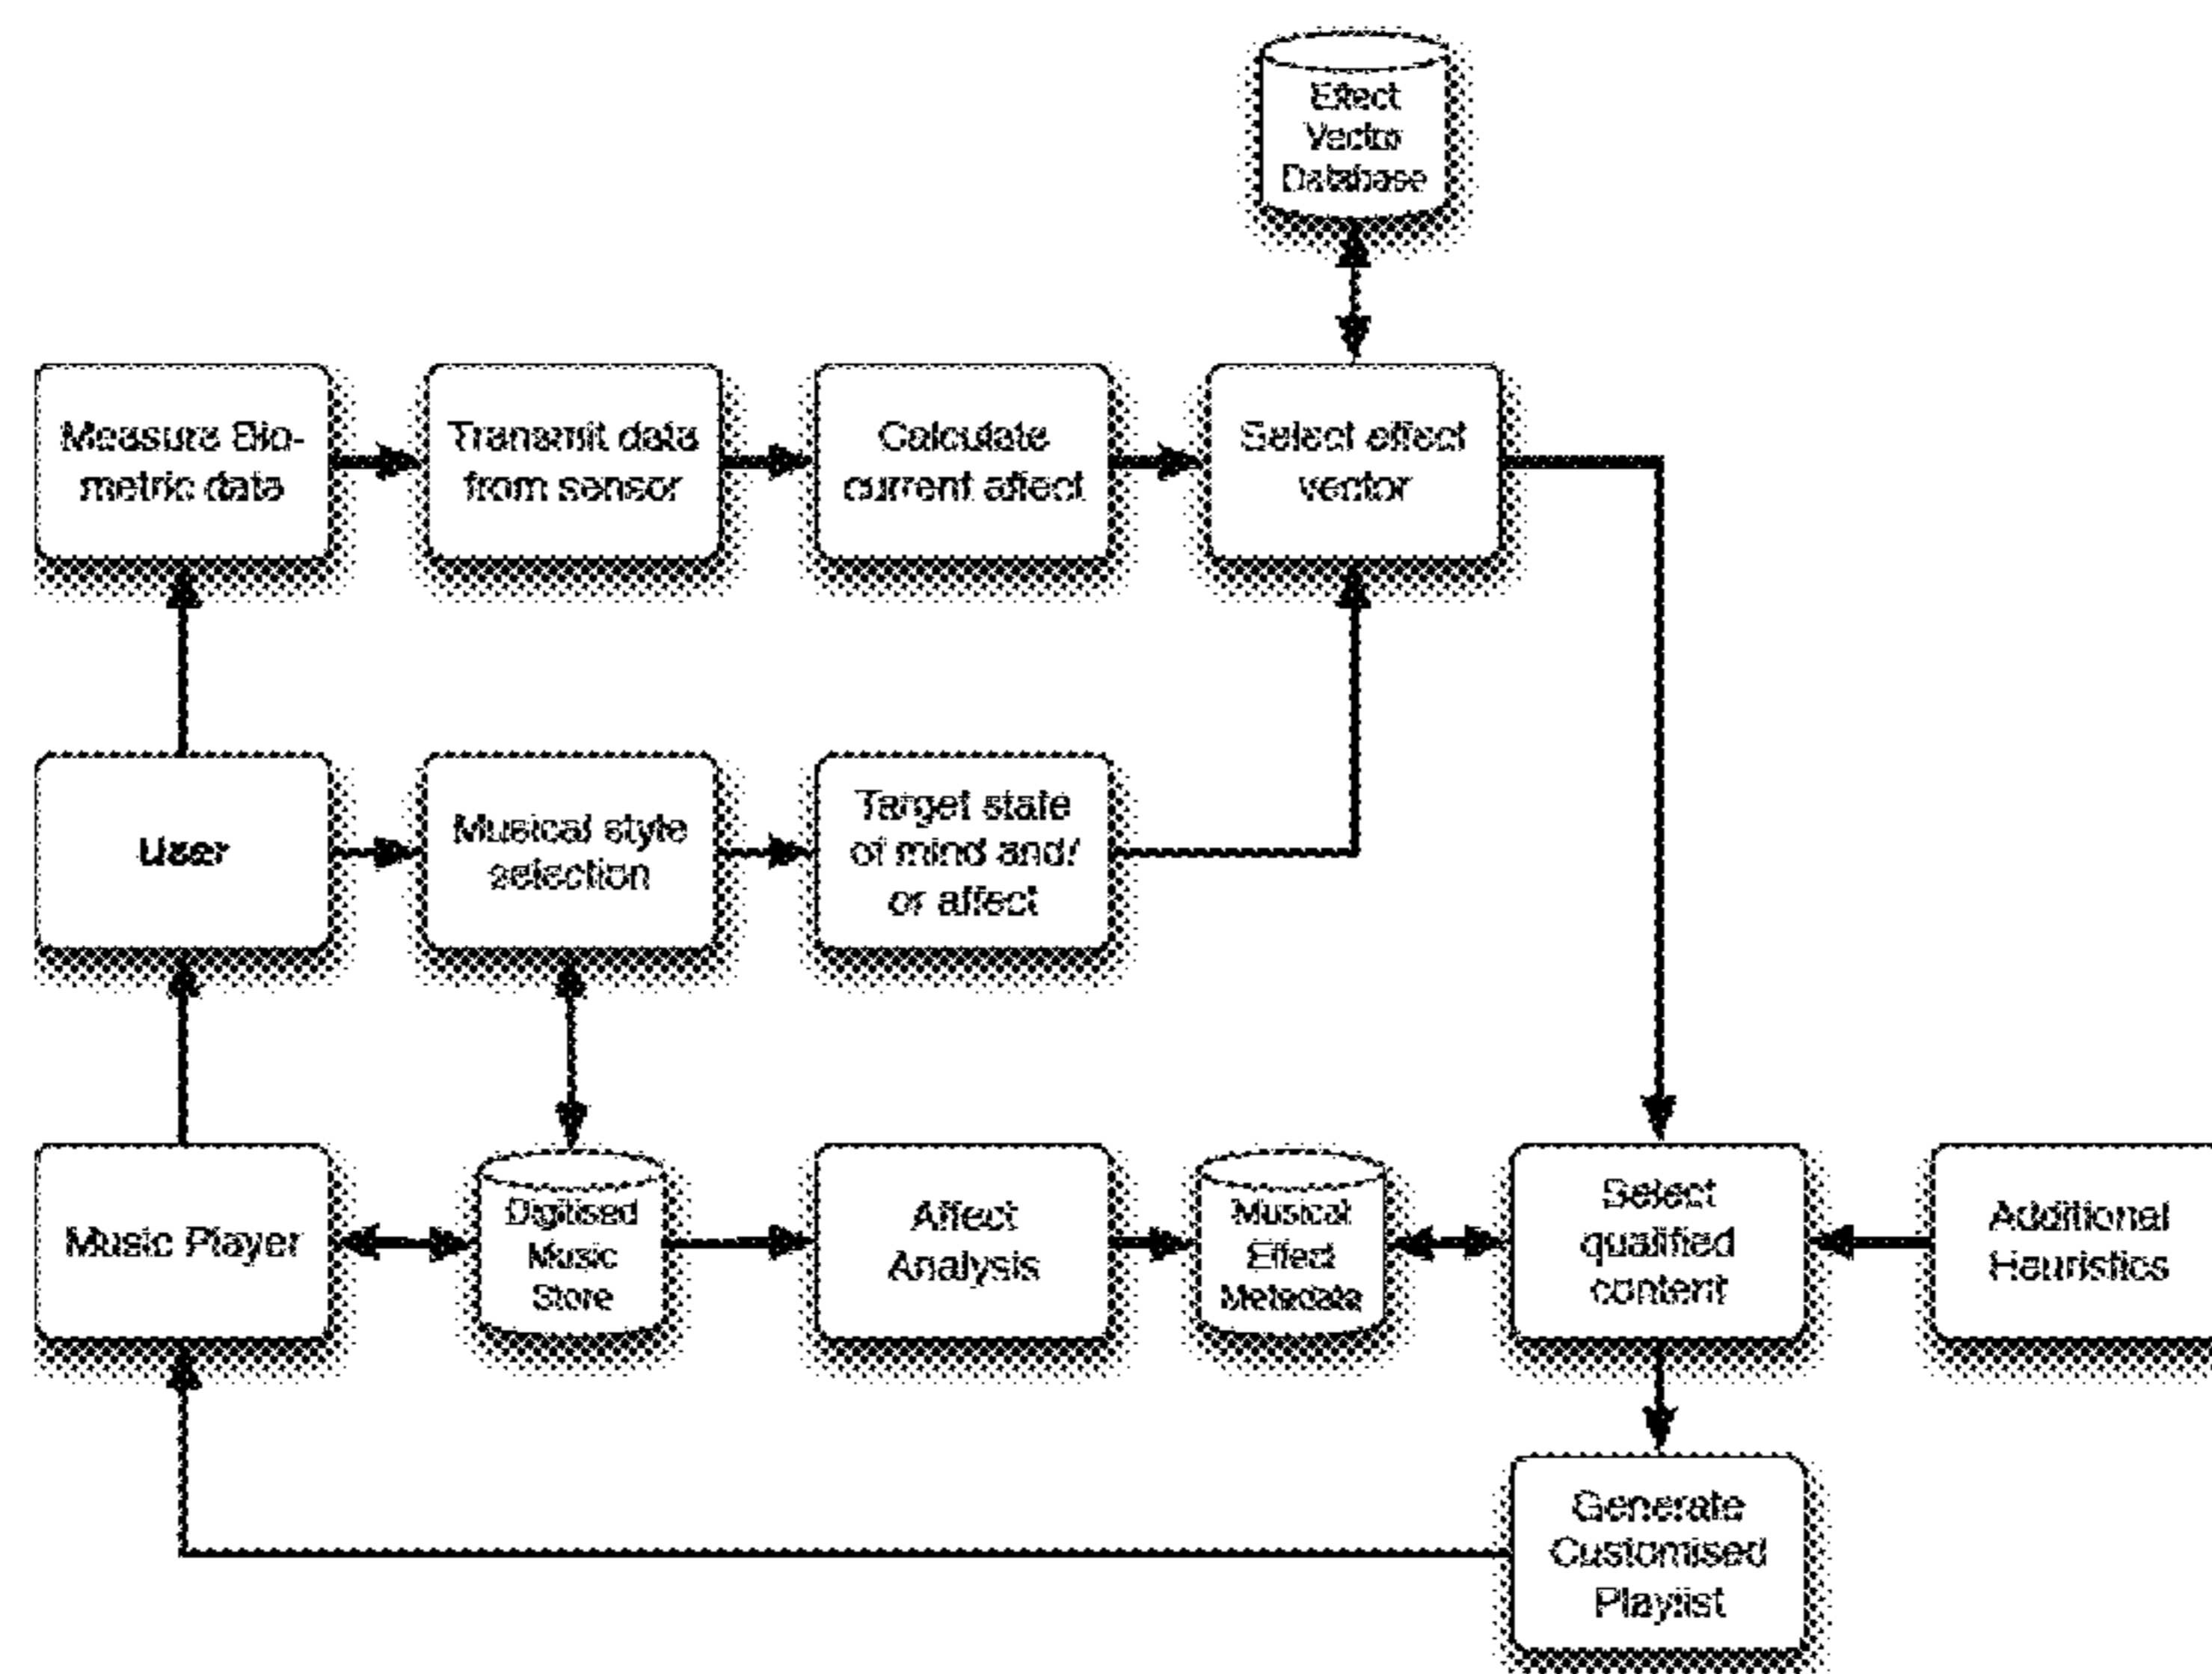 Effect
Vector
Database
Measure Bio-
metric data
Transmit data
from sensor
Calculate
current affect
Select effect
vector
User
Musical style
selection
Target state
of mind and/
or affect
Music Player
Digitised
Music
Store
Affect
Analysis
Musical
Effect
Metadata
Select
qualified
content
Additional
Heuristics
Generate
Customised
Playlist